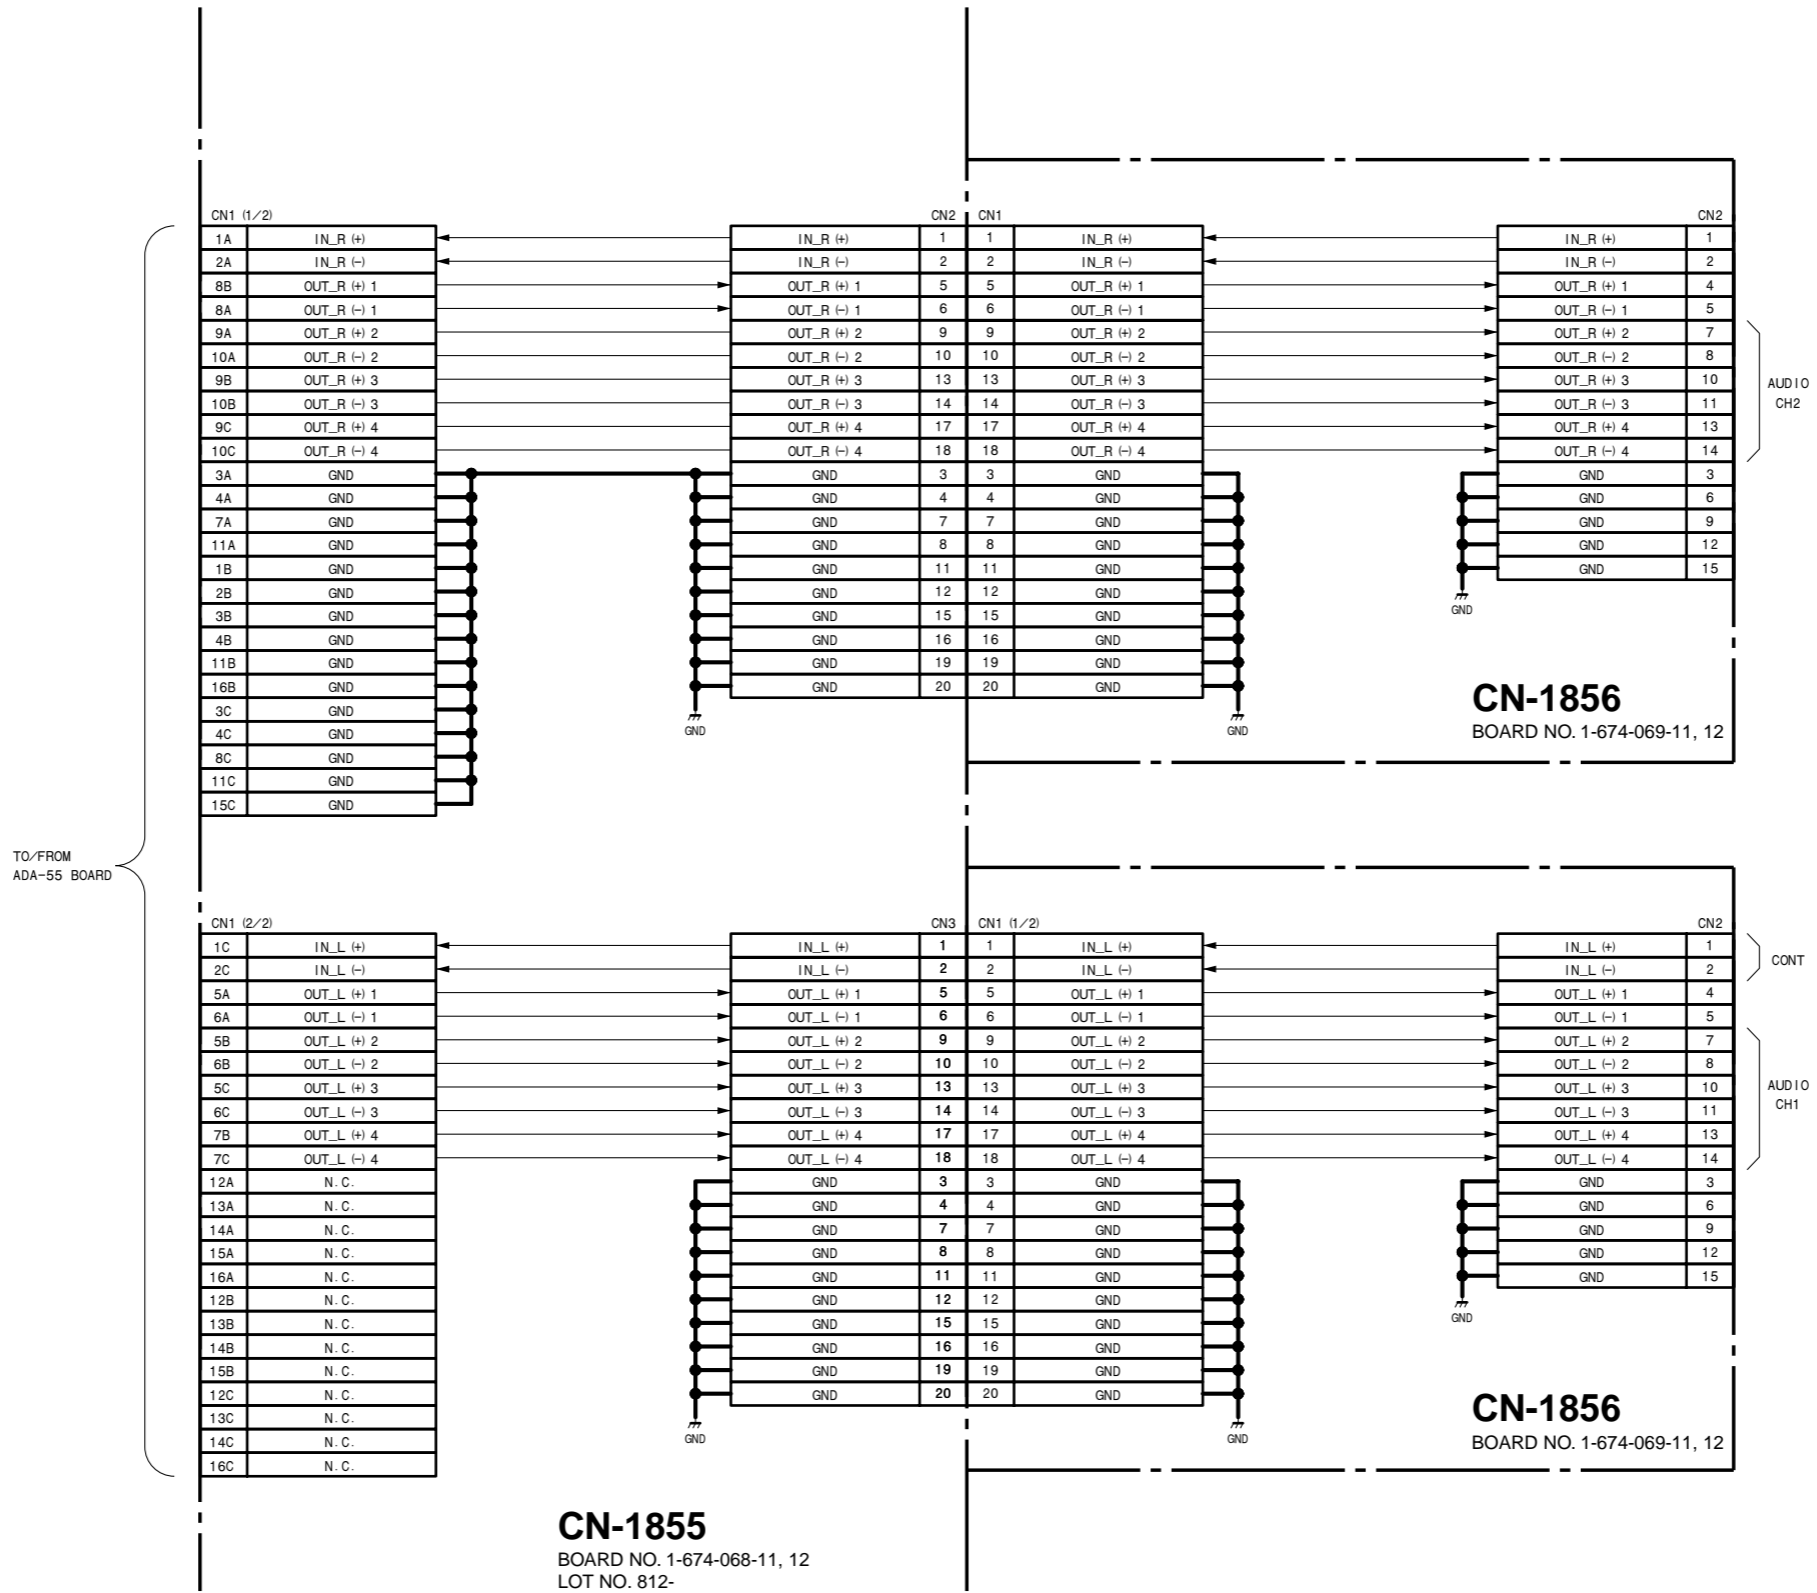 CN1 (1/2) CN2 CN1 CN2
1A IN_R (+) IN_R (+) 1 1 IN_R (+) IN_R (+) 1
2A IN_R (-) IN_R (-) 2 2 IN_R (-) IN_R (-) 2
8B OUT_R (+) 1 OUT_R (+) 1 5 5 OUT_R (+) 1 OUT_R (+) 1 4
8A OUT_R (-) 1 OUT_R (-) 1 6 6 OUT_R (-) 1 OUT_R (-) 1 5
9A OUT_R (+) 2 OUT_R (+) 2 9 9 OUT_R (+) 2 OUT_R (+) 2 7
10A OUT_R (-) 2 OUT_R (-) 2 10 10 OUT_R (-) 2 OUT_R (-) 2 8
9B OUT_R (+) 3 OUT_R (+) 3 13 13 OUT_R (+) 3 OUT_R (+) 3 10
AUDIO
10B OUT_R (-) 3 OUT_R (-) 3 14 14 OUT_R (-) 3 OUT_R (-) 3 11
CH2
9C OUT_R (+) 4 OUT_R (+) 4 17 17 OUT_R (+) 4 OUT_R (+) 4 13
10C OUT_R (-) 4 OUT_R (-) 4 18 18 OUT_R (-) 4 OUT_R (-) 4 14
3A GND GND 3 3 GND GND 3
4A GND GND 4 4 GND GND 6
7A GND GND 7 7 GND GND 9
11A GND GND 8 8 GND GND 12
1B GND GND 11 11 GND GND 15
2B GND GND 12 12 GND
GND
3B GND GND 15 15 GND
4B GND GND 16 16 GND
11B GND GND 19 19 GND
16B GND GND 20 20 GND
3C GND
4C GND
GND GND
8C GND
11C GND
15C GND
CN-1856
BOARD NO. 1-674-069-11, 12
TO/FROM
ADA-55 BOARD
CN1 (2/2) CN3 CN1 (1/2) CN2
1C IN_L (+) IN_L (+) 1 1 IN_L (+) IN_L (+) 1
CONT
2C IN_L (-) IN_L (-) 2 2 IN_L (-) IN_L (-) 2
5A OUT_L (+) 1 OUT_L (+) 1 5 5 OUT_L (+) 1 OUT_L (+) 1 4
6A OUT_L (-) 1 OUT_L (-) 1 6 6 OUT_L (-) 1 OUT_L (-) 1 5
5B OUT_L (+) 2 OUT_L (+) 2 9 9 OUT_L (+) 2 OUT_L (+) 2 7
6B OUT_L (-) 2 OUT_L (-) 2 10 10 OUT_L (-) 2 OUT_L (-) 2 8
5C OUT_L (+) 3 OUT_L (+) 3 13 13 OUT_L (+) 3 OUT_L (+) 3 10
AUDIO
6C OUT_L (-) 3 OUT_L (-) 3 14 14 OUT_L (-) 3 OUT_L (-) 3 11
CH1
7B OUT_L (+) 4 OUT_L (+) 4 17 17 OUT_L (+) 4 OUT_L (+) 4 13
7C OUT_L (-) 4 OUT_L (-) 4 18 18 OUT_L (-) 4 OUT_L (-) 4 14
12A N.C. GND 3 3 GND GND 3
13A N.C. GND 4 4 GND GND 6
14A N.C. GND 7 7 GND GND 9
15A N.C. GND 8 8 GND GND 12
16A N.C. GND 11 11 GND GND 15
12B N.C. GND 12 12 GND
GND
13B N.C. GND 15 15 GND
14B N.C. GND 16 16 GND
15B N.C. GND 19 19 GND
12C N.C. GND 20 20 GND
13C N.C.
14C N.C.
GND GND
16C N.C.
CN-1856
BOARD NO. 1-674-069-11, 12
CN-1855
BOARD NO. 1-674-068-11, 12
LOT NO. 812-